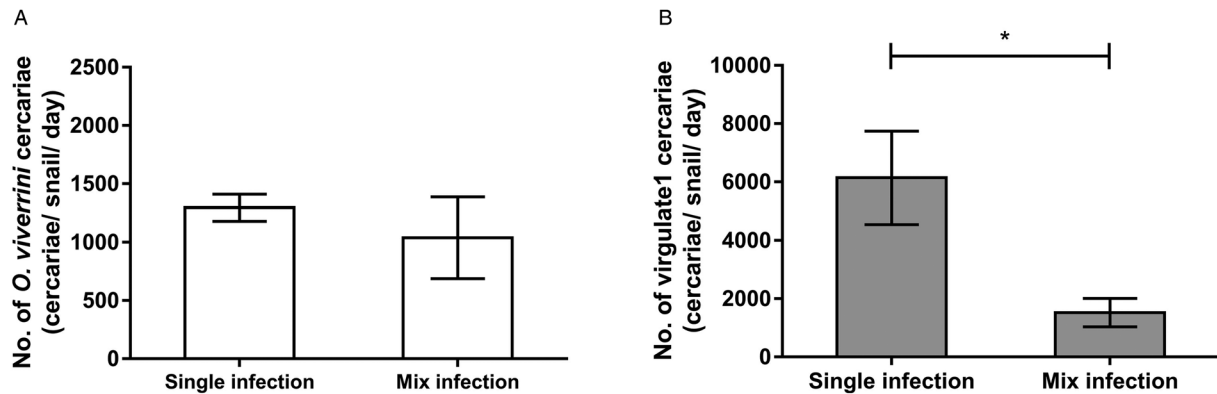 A
No. of O. viverrini cercariae
(cercariae/ snail/ day)
2500
2000
1500
1000
500
0
Single infection
Mix infection
B
*
No. of virgulate1 cercariae
(cercariae/ snail/ day)
10000
8000
6000
4000
2000
0
Single infection
Mix infection